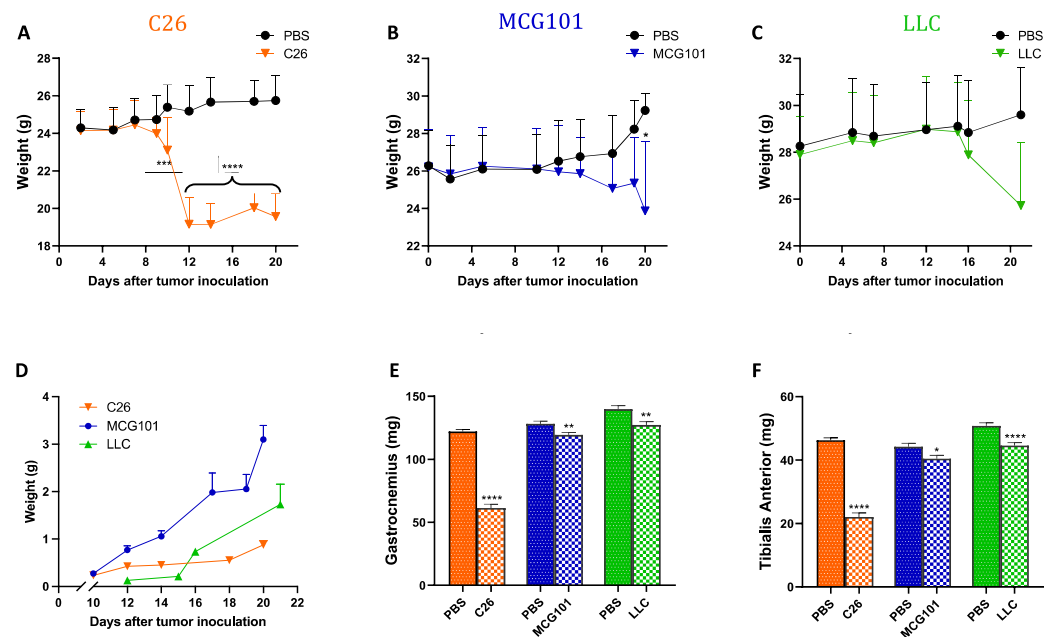 C26
MCG101
LLC
A
PBS
C26
Weight (g)
28
26
24
22
20
18
***
****
0
4
8
12
16
20
Days after tumor inoculation
B
PBS
MCG101
Weight (g)
32
30
28
26
24
22
*
0
4
8
12
16
20
Days after tumor inoculation
C
PBS
LLC
Weight (g)
32
30
28
26
24
0
4
8
12
16
20
Days after tumor inoculation
D
C26
MCG101
LLC
Weight (g)
4
3
2
1
0
0
10
12
14
16
18
20
22
Days after tumor inoculation
E
Gastrocnemius (mg)
150
100
50
0
****
**
**
PBS
C26
PBS
MCG101
PBS
LLC
F
Tibialis Anterior (mg)
60
40
20
0
****
*
****
PBS
C26
PBS
MCG101
PBS
LLC